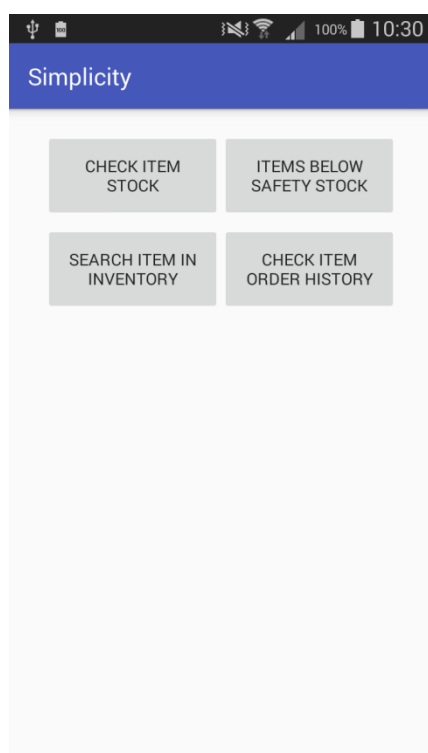 100% 10:30
Simplicity
CHECK ITEM
STOCK
ITEMS BELOW
SAFETY STOCK
SEARCH ITEM IN
INVENTORY
CHECK ITEM
ORDER HISTORY